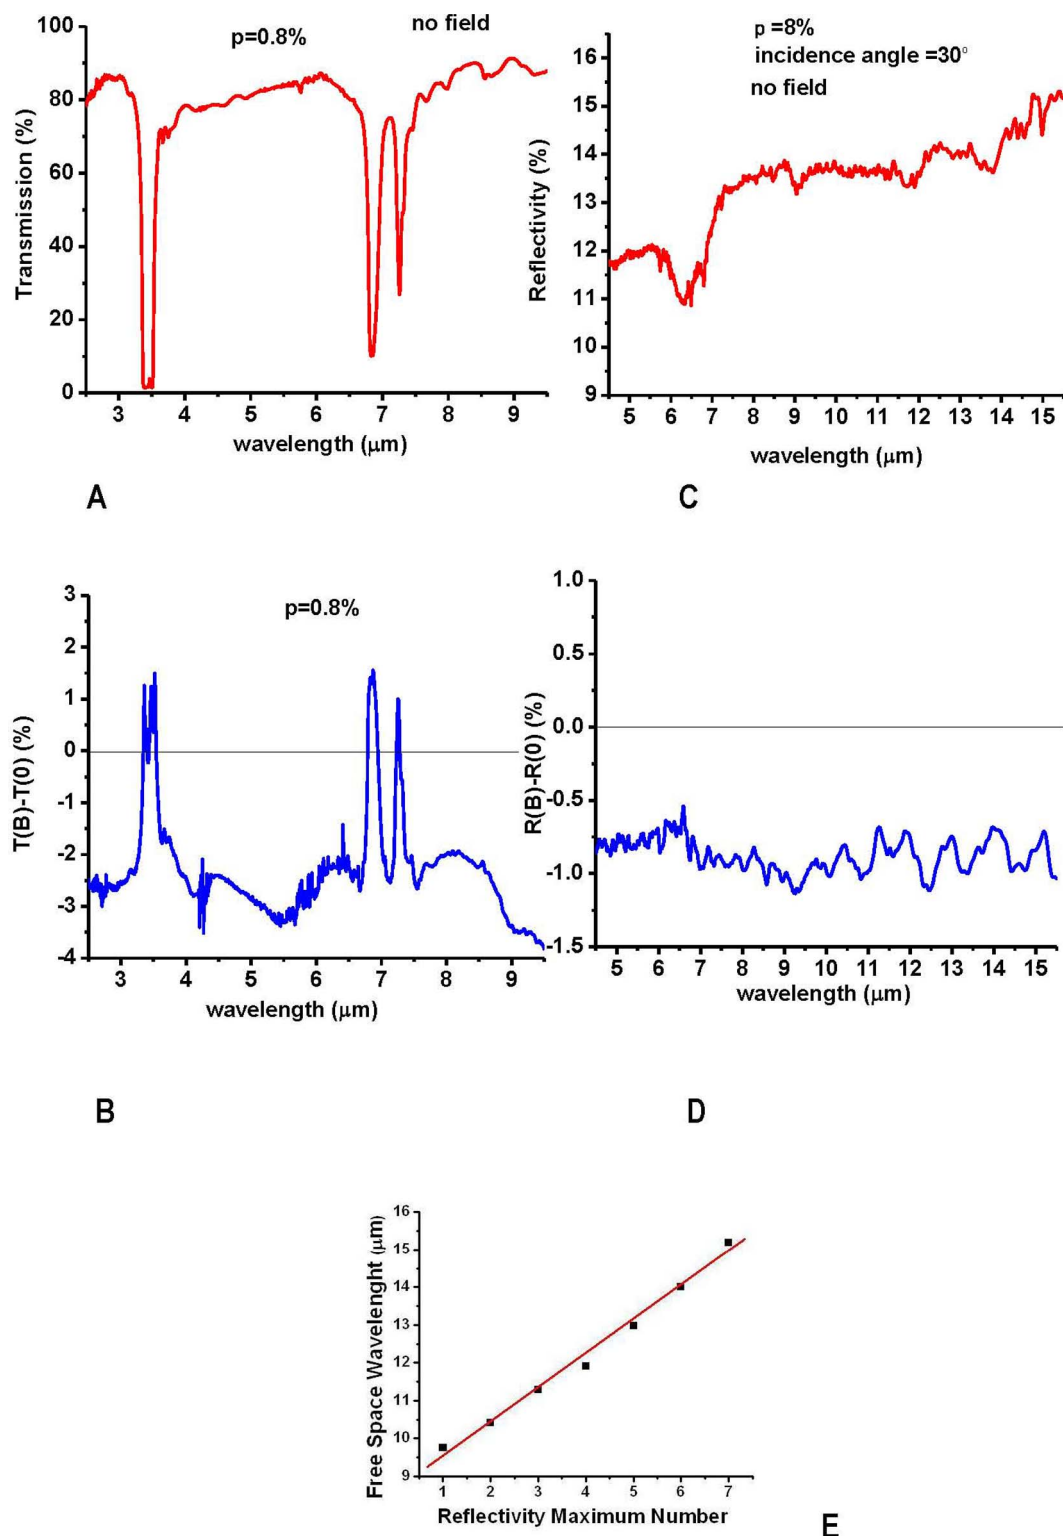 p=0.8%
no field
100
80
60
40
20
0
Transmission (%)
3 4 5 6 7 8 9
wavelength (μm)
A
p =8%
incidence angle =30°
no field
16
15
14
13
12
11
10
9
Reflectivity (%)
5 6 7 8 9 10 11 12 13 14 15
wavelength (μm)
C
p=0.8%
3
2
1
0
-1
-2
-3
-4
T(B)-T(0) (%)
3 4 5 6 7 8 9
wavelength (μm)
B
1.0
0.5
0.0
-0.5
-1.0
-1.5
R(B)-R(0) (%)
5 6 7 8 9 10 11 12 13 14 15
wavelength (μm)
D
16
15
14
13
12
11
10
9
Free Space Wavelenght (μm)
1 2 3 4 5 6 7
Reflectivity Maximum Number
E